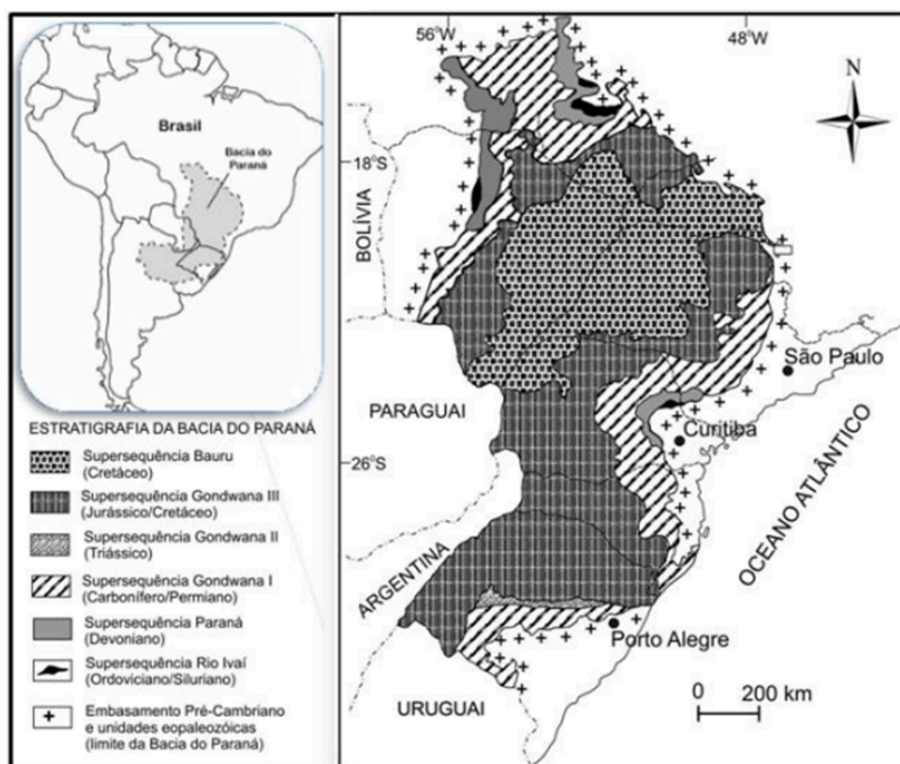 Brasil
Bacia do
Paraná
ESTRATIGRAFIA DA BACIA DO PARANÁ
Supersequência Bauru
(Cretáceo)
Supersequência Gondwana III
(Jurássico/Cretáceo)
Supersequência Gondwana II
(Triássico)
Supersequência Gondwana I
(Carbonífero/Permiano)
Supersequência Paraná
(Devoniano)
Supersequência Rio Ivaí
(Ordoviciano/Siluriano)
Embasamento Pré-Cambriano
e unidades eopaleozóicas
(limite da Bacia do Paraná)
56°W
48°W
N
18°S
BOLÍVIA
São Paulo
PARAGUAI
Curitiba
26°S
OCEANO ATLÂNTICO
ARGENTINA
Porto Alegre
0 200 km
URUGUAI